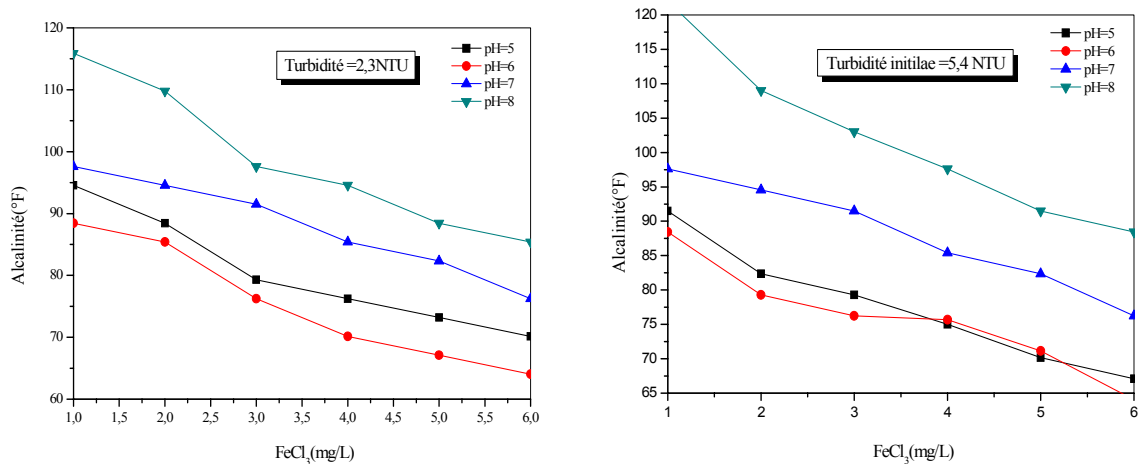 120
110
100
90
80
70
60
Alcalinité(°F)
Turbidité =2,3NTU
pH=5
pH=6
pH=7
pH=8
1,0 1,5 2,0 2,5 3,0 3,5 4,0 4,5 5,0 5,5 6,0
FeCl3(mg/L)
120
115
110
105
100
95
90
85
80
75
70
65
Alcalinité(°F)
Turbidité initilae =5,4 NTU
pH=5
pH=6
pH=7
pH=8
1 2 3 4 5 6
FeCl3(mg/L)